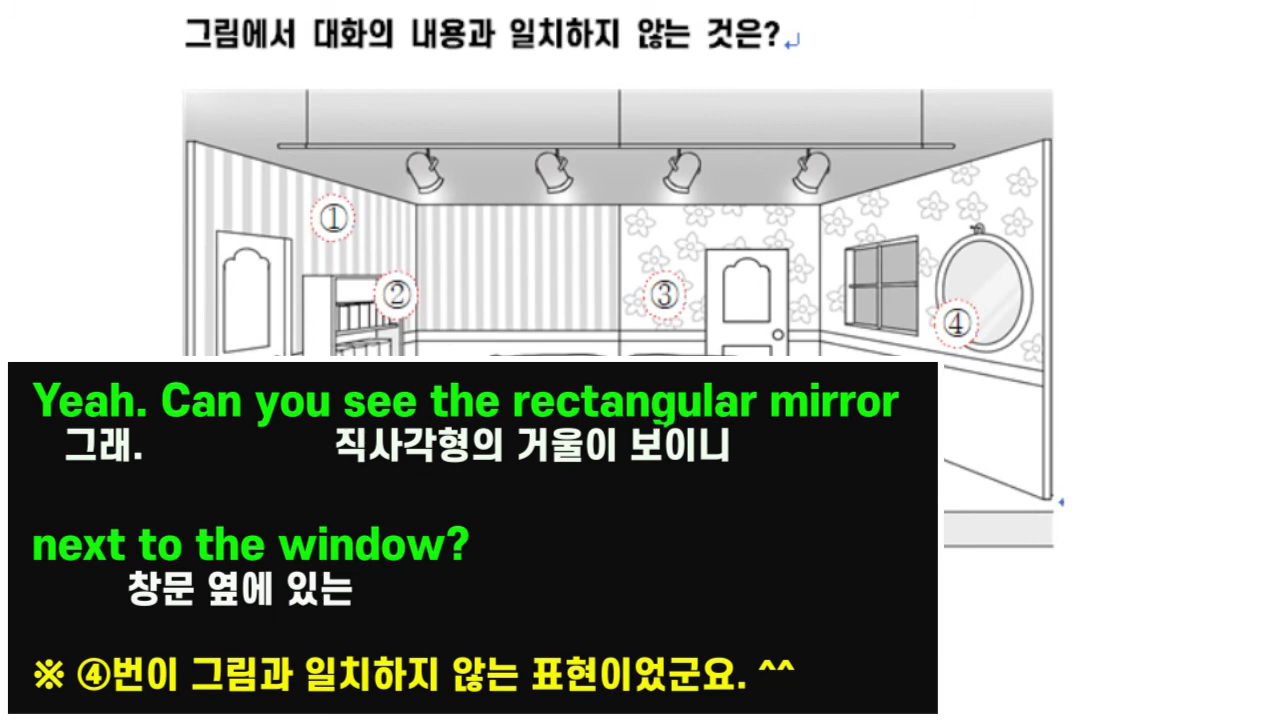 그림에서 대화의 내용과 일치하지 않는 것은?
①
②
③
④
Yeah. Can you see the rectangular mirror
그래. 직사각형의 거울이 보이니
next to the window?
창문 옆에 있는
※ ④번이 그림과 일치하지 않는 표현이었군요. ^^